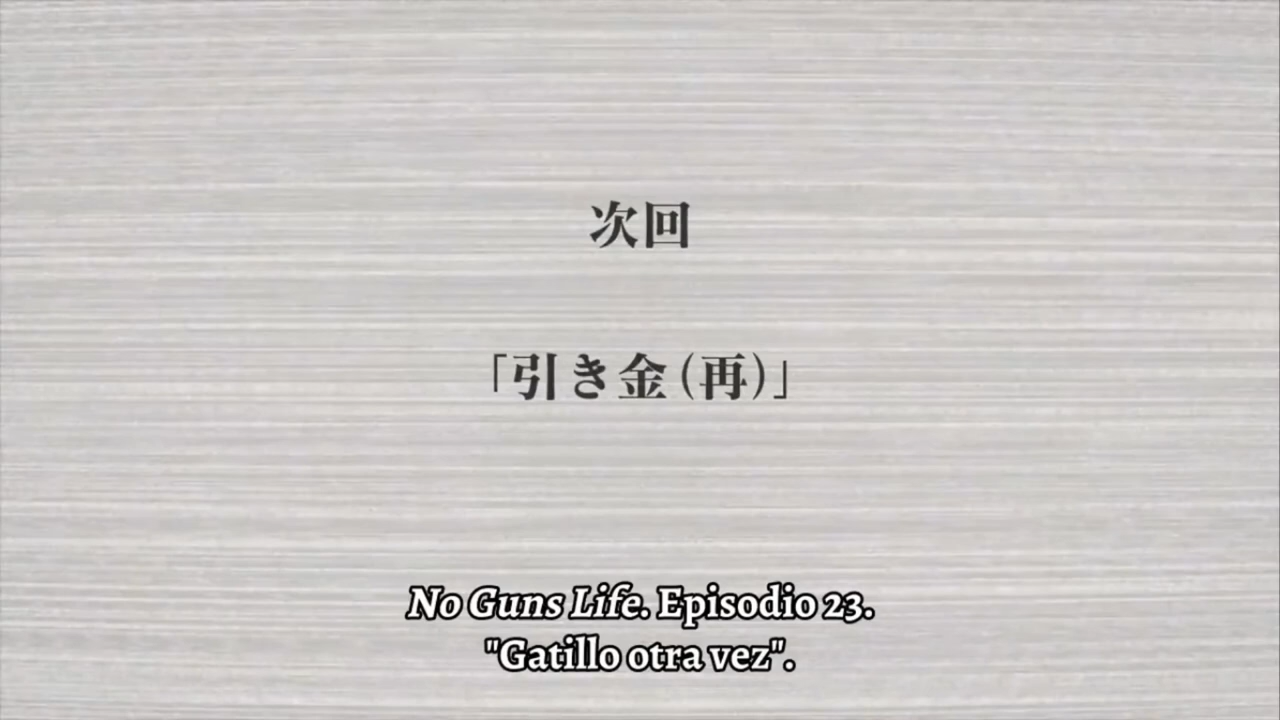 次回
「引き金(再)」
No Guns Life. Episodio 23.
"Gatillo otra vez".